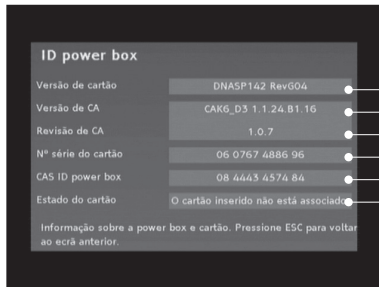 ID power box
Versão de cartão DNASP142 RevG04
Versão de CA CAK6_D3 1.1.24.B1.16
Revisão de CA 1.0.7
Nº série do cartão 06 0767 4886 96
CAS ID power box 08 4443 4574 84
Estado do cartão O cartão inserido não está associado
Informação sobre a power box e cartão. Pressione ESC para voltar
ao ecrã anterior.